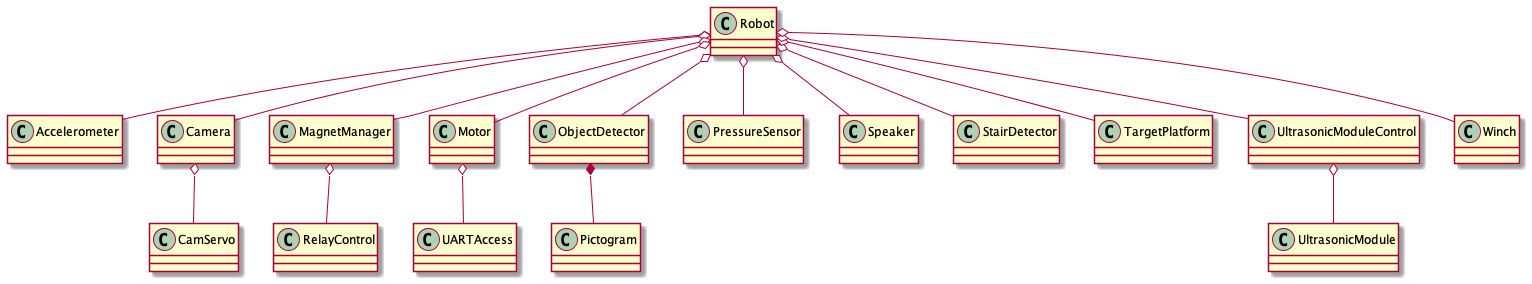 C Robot
C Accelerometer
C Camera
C MagnetManager
C Motor
C ObjectDetector
C PressureSensor
C Speaker
C StairDetector
C TargetPlatform
C UltrasonicModuleControl
C Winch
C CamServo
C RelayControl
C UARTAccess
C Pictogram
C UltrasonicModule